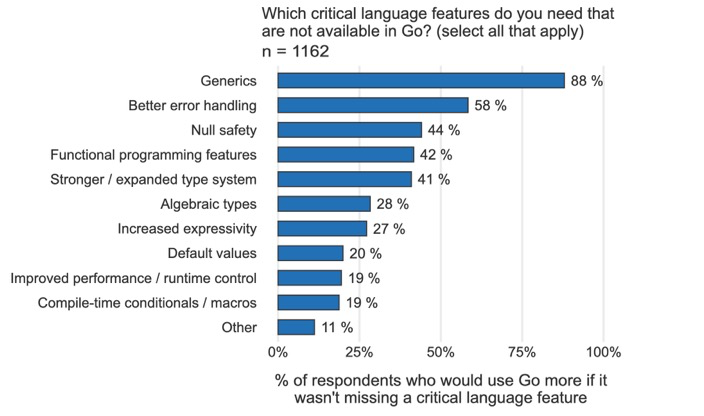 Which critical language features do you need that
are not available in Go? (select all that apply)
n = 1162
Generics 88 %
Better error handling 58 %
Null safety 44 %
Functional programming features 42 %
Stronger / expanded type system 41 %
Algebraic types 28 %
Increased expressivity 27 %
Default values 20 %
Improved performance / runtime control 19 %
Compile-time conditionals / macros 19 %
Other 11 %
0% 25% 50% 75% 100%
% of respondents who would use Go more if it
wasn't missing a critical language feature